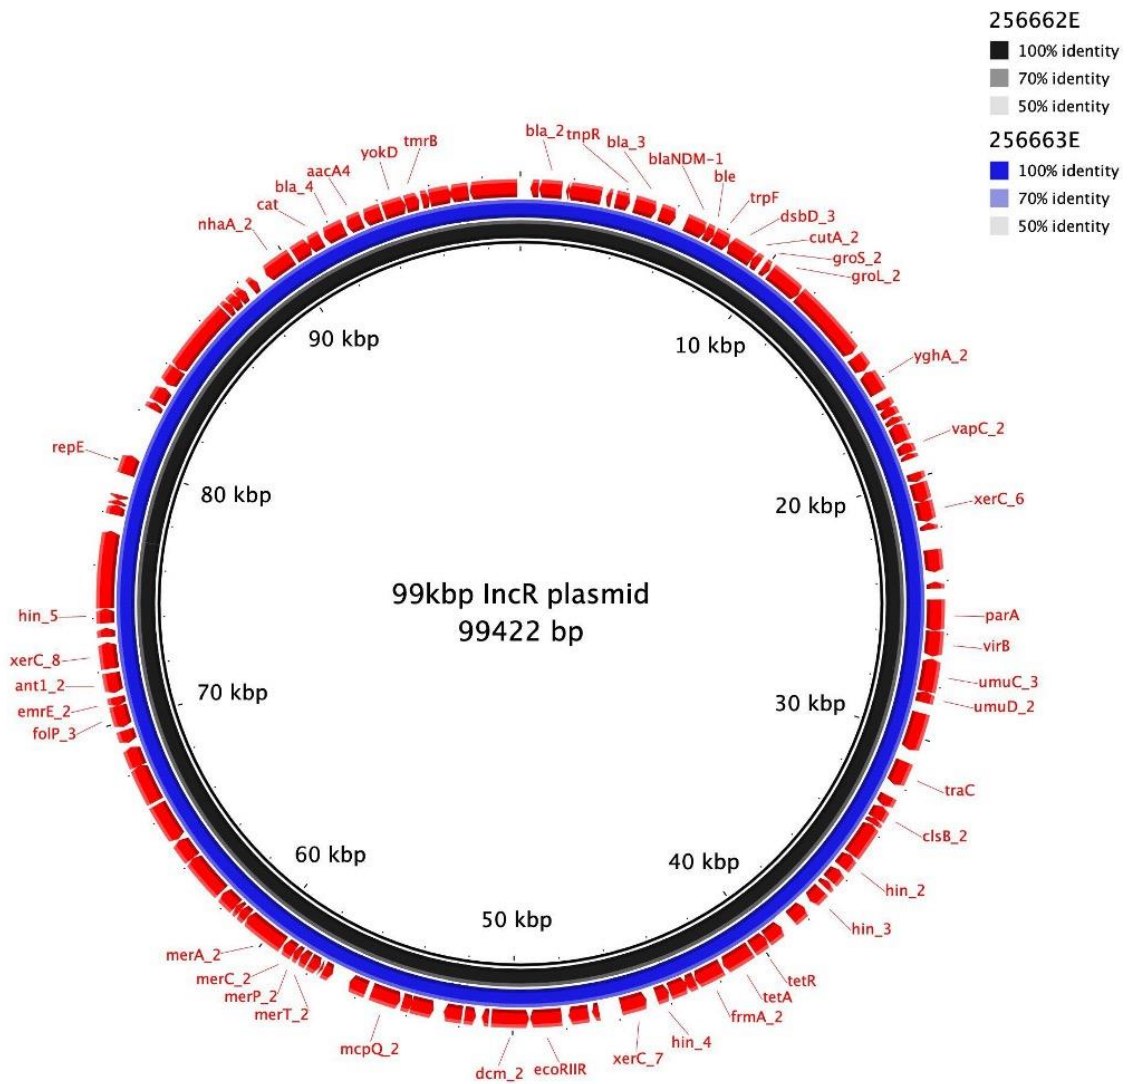 256662E
100% identity
70% identity
50% identity
256663E
100% identity
70% identity
50% identity
bla_2
tnpR
bla_3
blaNDM-1
ble
trpF
dsbD_3
cutA_2
groS_2
groL_2
yghA_2
vapC_2
xerC_6
parA
virB
umuC_3
umuD_2
traC
clsB_2
hin_2
hin_3
tetR
tetA
frmA_2
hin_4
xerC_7
ecoRIIR
dcm_2
mcpQ_2
merT_2
merP_2
merC_2
merA_2
folP_3
emrE_2
ant1_2
xerC_8
hin_5
repE
nhaA_2
cat
bla_4
aacA4
yokD
tmrB
10 kbp
20 kbp
30 kbp
40 kbp
50 kbp
60 kbp
70 kbp
80 kbp
90 kbp
99kbp IncR plasmid
99422 bp